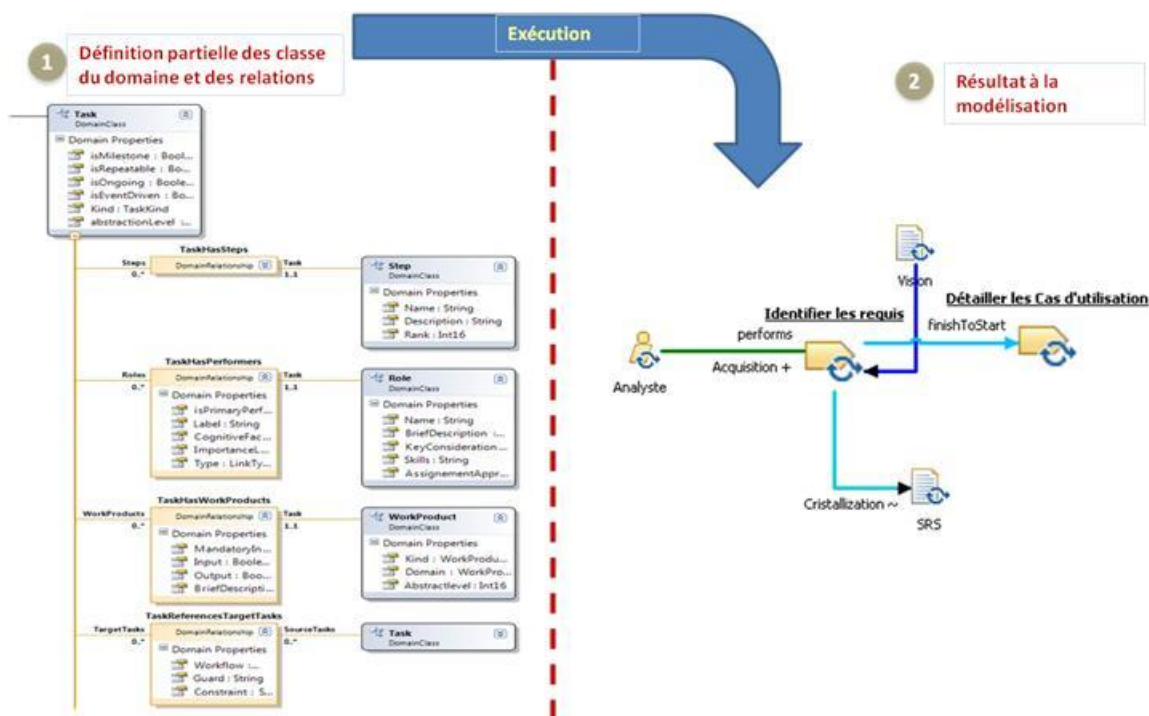 Exécution
1
Définition partielle des classe
du domaine et des relations
Task
DomainClass
Domain Properties
isMilestone : Bool...
isRepeatable : Bo...
isOngoing : Boole...
isEventDriven : Bo...
Kind : TaskKind
abstractionLevel :...
TaskHasSteps
Steps
0..*
DomainRelationship
Task
1..1
Step
DomainClass
Domain Properties
Name : String
Description : String
Rank : Int16
TaskHasPerformers
Roles
0..*
DomainRelationship
Task
1..1
Domain Properties
isPrimaryPerf...
Label : String
CognitiveFac...
ImportanceL...
Type : LinkTy...
Role
DomainClass
Domain Properties
Name : String
BriefDescription :...
KeyConsideration...
Skills : String
AssignementAppr...
TaskHasWorkProducts
WorkProducts
0..*
DomainRelationship
Task
1..1
Domain Properties
MandatoryIn...
Input : Boole...
Output : Boo...
BriefDescripti...
WorkProduct
DomainClass
Domain Properties
Kind : WorkProdu...
Domain : WorkPro...
Abstractlevel : Int16
TaskReferencesTargetTasks
TargetTasks
0..*
DomainRelationship
SourceTasks
0..*
Domain Properties
Workflow :...
Guard : String
Constraint : S...
Task
DomainClass
2
Résultat à la
modélisation
Vision
Détailler les Cas d'utilisation
Identifier les requis
finishToStart
performs
Acquisition +
Analyste
Cristallization ~
SRS